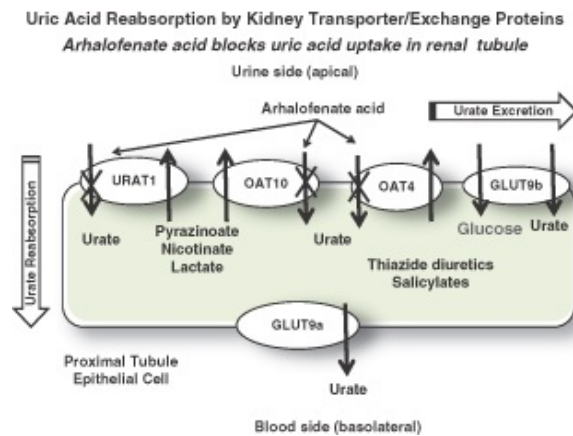 Uric Acid Reabsorption by Kidney Transporter/Exchange Proteins
Arhalofenate acid blocks uric acid uptake in renal tubule
Urine side (apical)
Arhalofenate acid
Urate Excretion
Urate Reabsorption
URAT1
OAT10
OAT4
GLUT9b
Urate
Pyrazinoate
Nicotinate
Lactate
Urate
Glucose
Urate
Thiazide diuretics
Salicylates
GLUT9a
Proximal Tubule
Epithelial Cell
Urate
Blood side (basolateral)